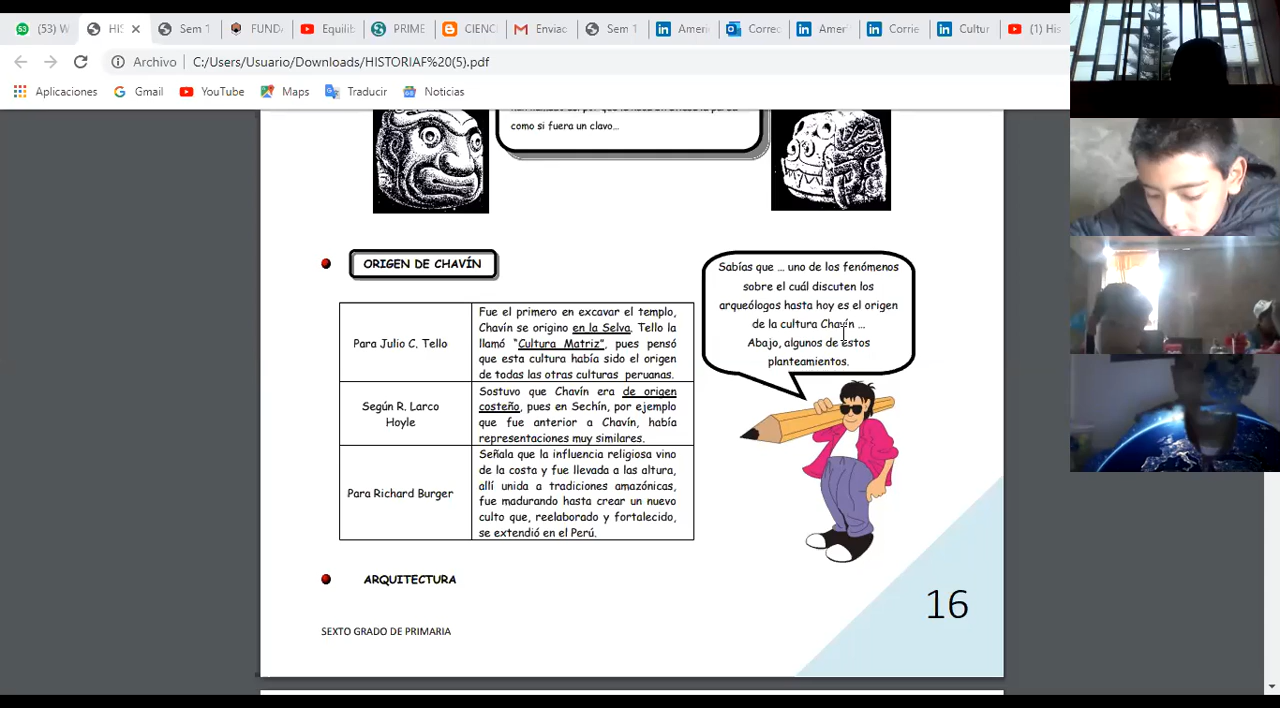 (53) W
HIS
Sem 1
FUND
Equilib
PRIME
CIENC
Enviac
Sem 1
Ameri
Correc
Amer
Corrie
Cultur
(1) His
Archivo
C:/Users/Usuario/Downloads/HISTORIAF%20(5).pdf
Aplicaciones
Gmail
YouTube
Maps
Traducir
Noticias
como si fuera un clavo…
ORIGEN DE CHAVÍN
Para Julio C. Tello
Fue el primero en excavar el templo,
Chavín se origino en la Selva. Tello la
llamó “Cultura Matriz”, pues pensó
que esta cultura había sido el origen
de todas las otras culturas peruanas.
Según R. Larco
Hoyle
Sostuvo que Chavín era de origen
costeño, pues en Sechín, por ejemplo
que fue anterior a Chavín, había
representaciones muy similares.
Para Richard Burger
Señala que la influencia religiosa vino
de la costa y fue llevada a las altura,
allí unida a tradiciones amazónicas,
fue madurando hasta crear un nuevo
culto que, reelaborado y fortalecido,
se extendió en el Perú.
Sabías que … uno de los fenómenos
sobre el cuál discuten los
arqueólogos hasta hoy es el origen
de la cultura Chavín …
Abajo, algunos de estos
planteamientos.
ARQUITECTURA
16
SEXTO GRADO DE PRIMARIA